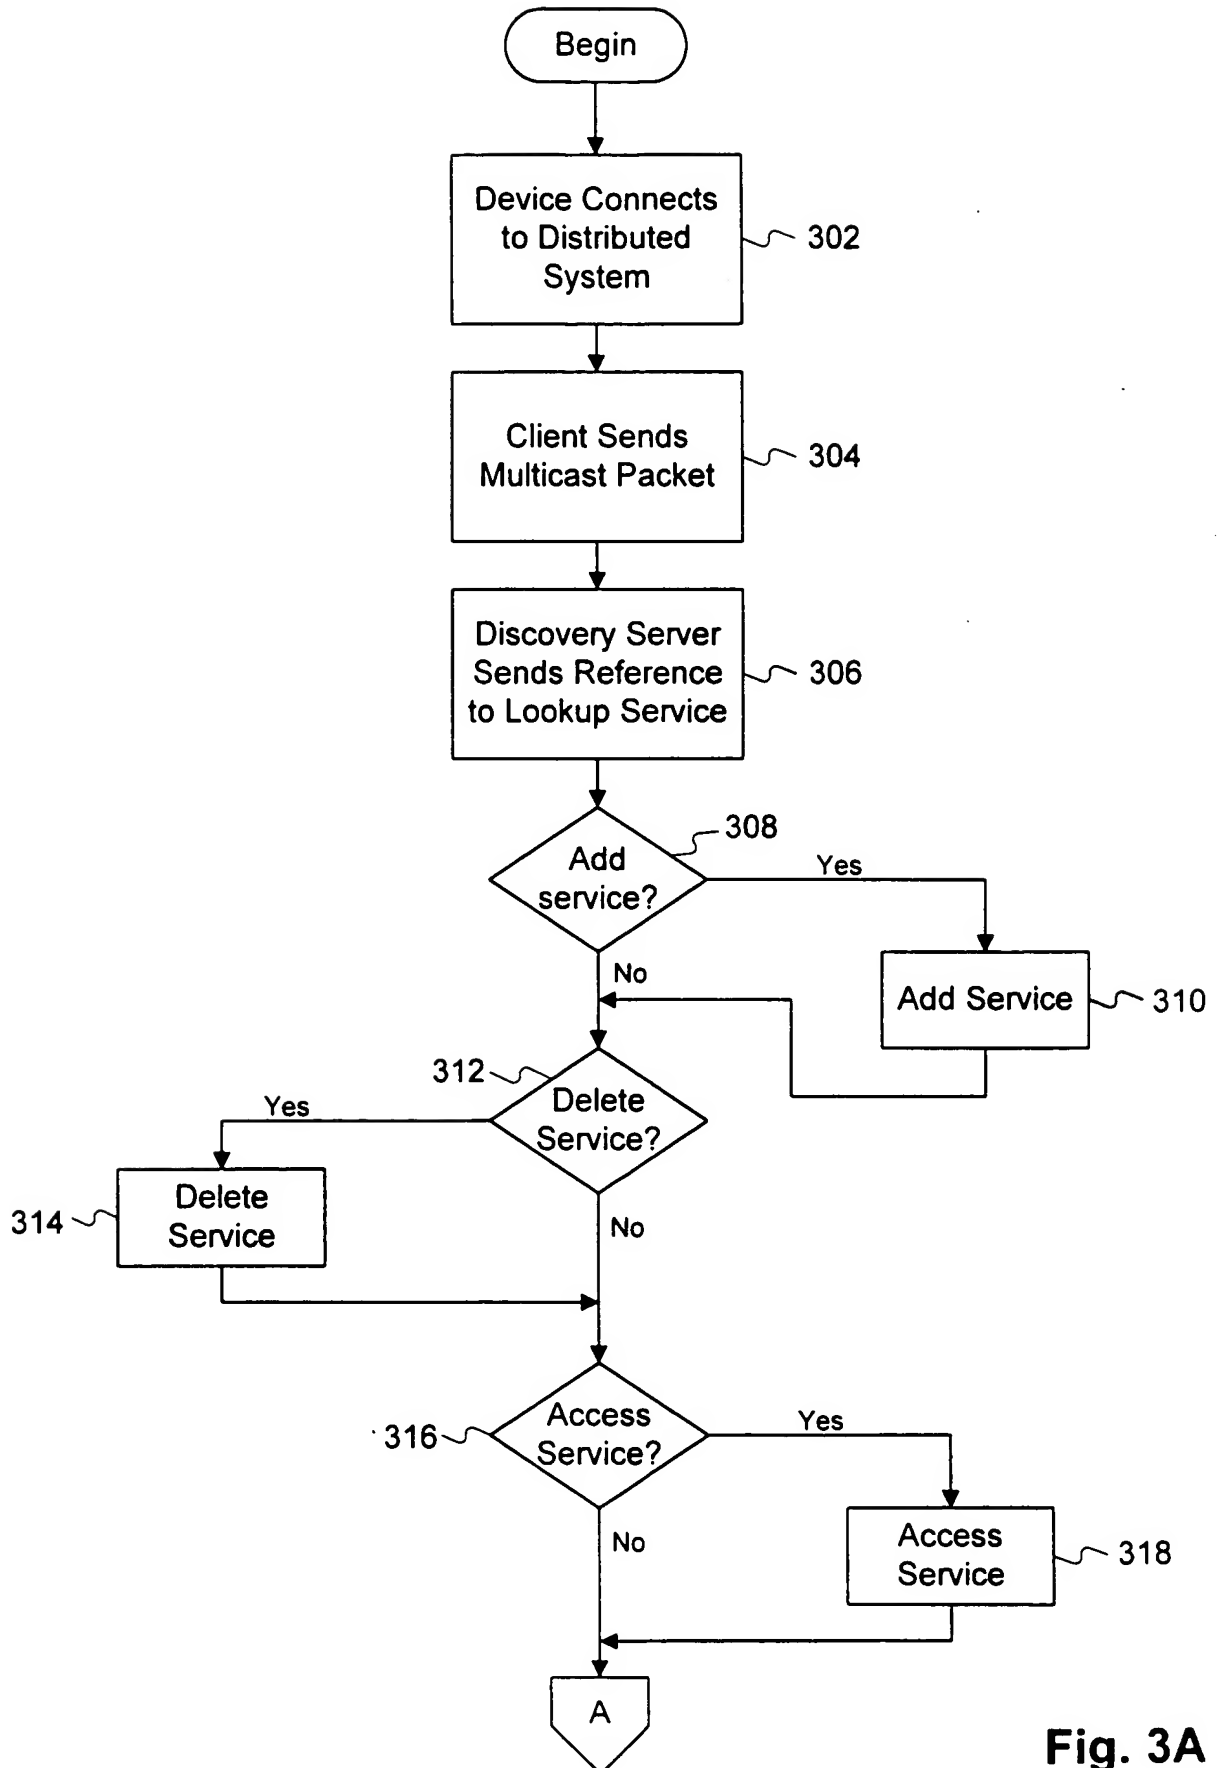 Begin
Device Connects
to Distributed
System
302
Client Sends
Multicast Packet
304
Discovery Server
Sends Reference
to Lookup Service
306
308
Add
service?
Yes
No
Add Service
310
312
Delete
Service?
Yes
Delete
Service
314
No
316
Access
Service?
Yes
No
Access
Service
318
A
Fig. 3A